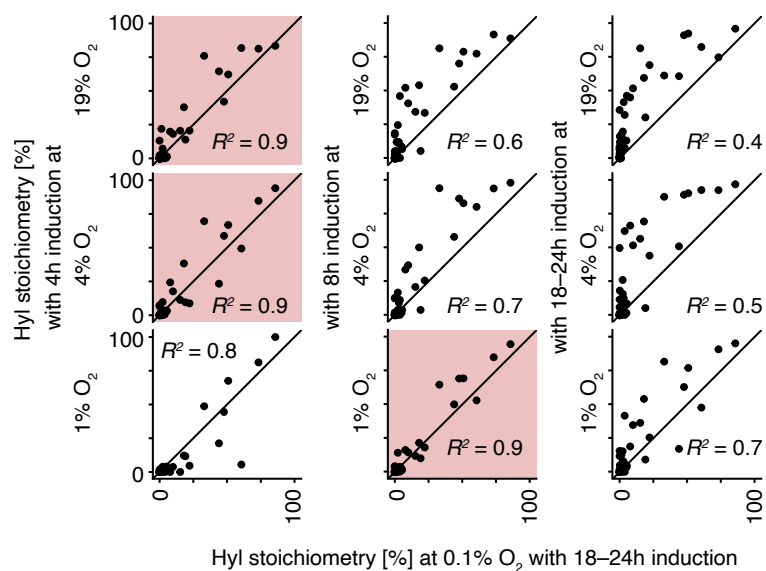 Hyl stoichiometry [%]
with 4h induction at
with 8h induction at
with 18–24h induction at
100
19% O2
0
R2 = 0.9
19% O2
R2 = 0.6
19% O2
R2 = 0.4
100
4% O2
0
R2 = 0.9
4% O2
R2 = 0.7
4% O2
R2 = 0.5
100
1% O2
0
R2 = 0.8
1% O2
R2 = 0.9
1% O2
R2 = 0.7
0
100
0
100
0
100
Hyl stoichiometry [%] at 0.1% O2 with 18–24h induction